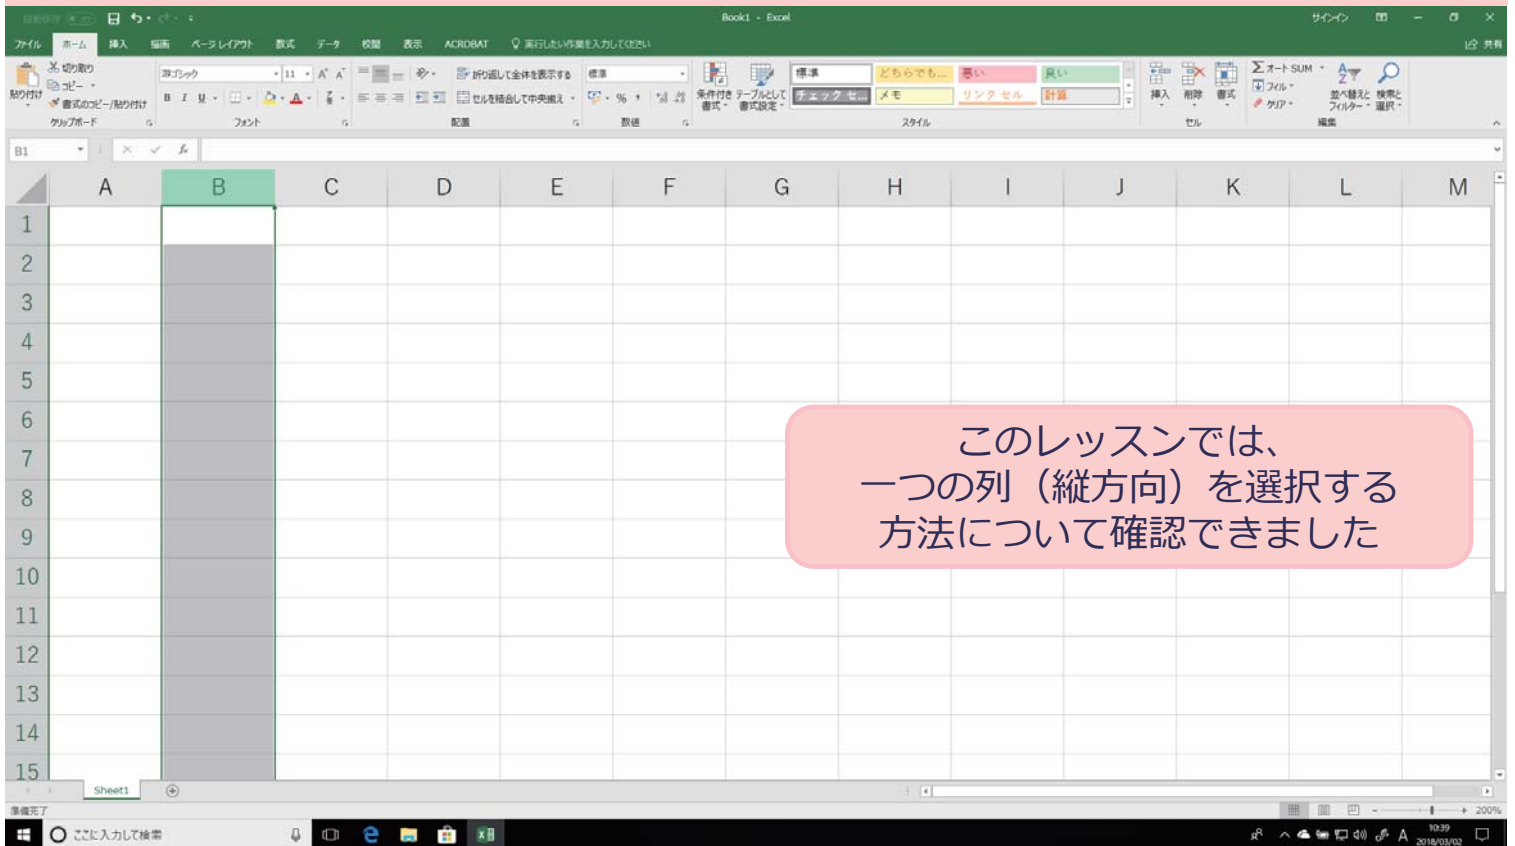 Book1 - Excel
サインイン
ファイル ホーム 挿入 描画 ページ レイアウト 数式 データ 校閲 表示 ACROBAT 実行したい作業を入力してください 共有
貼り付け
切り取り
コピー
書式のコピー/貼り付け
クリップボード
游ゴシック 11
B I U
フォント
折り返して全体を表示する
セルを結合して中央揃え
配置
標準
%
数値
条件付き書式
テーブルとして書式設定
標準 どちらでも... 悪い 良い
チェック セ... メモ リンク セル 計算
スタイル
挿入 削除 書式
セル
オート SUM
フィル
クリア
並べ替えとフィルター
検索と選択
編集
B1 fx
A B C D E F G H I J K L M
1
2
3
4
5
6
7
8
9
10
11
12
13
14
15
このレッスンでは、
一つの列（縦方向）を選択する
方法について確認できました
Sheet1
準備完了
200%
ここに入力して検索
A
10:39
2018/03/02